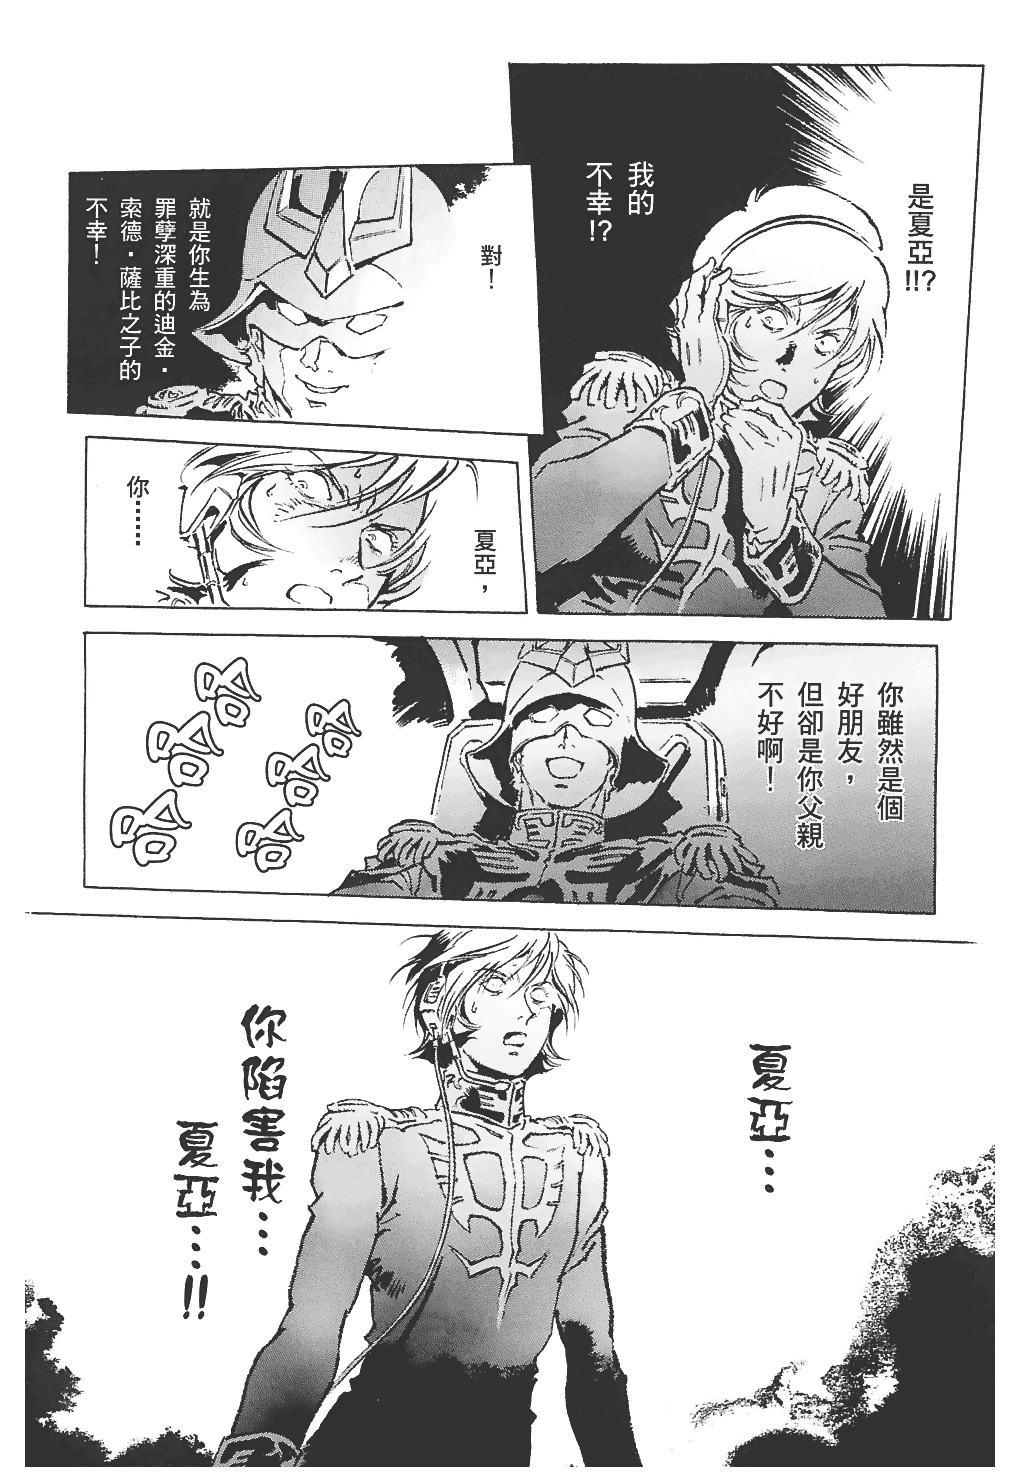 是夏亞!!?
我的
不幸!?
對!
就是你生為
罪孽深重的迪金・
索德・薩比之子的
不幸!
夏亞,
你……
你雖然是個
好朋友,
但卻是你父親
不好啊!
哈哈哈
哈哈哈
夏亞…
你陷害我…
夏亞…!!